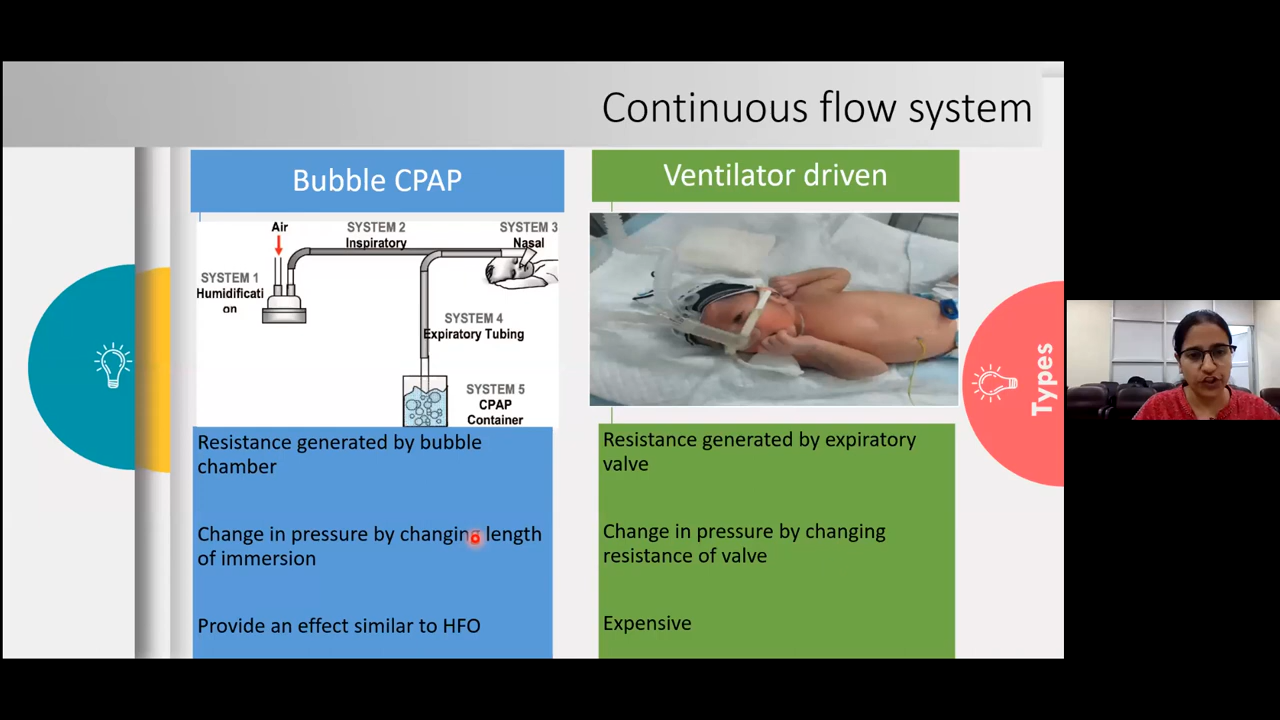 Continuous flow system
Bubble CPAP
Air
SYSTEM 2
Inspiratory
SYSTEM 3
Nasal
SYSTEM 1
Humidificati
on
SYSTEM 4
Expiratory Tubing
SYSTEM 5
CPAP
Container
Resistance generated by bubble
chamber
Change in pressure by changing length
of immersion
Provide an effect similar to HFO
Ventilator driven
Resistance generated by expiratory
valve
Change in pressure by changing
resistance of valve
Expensive
Types